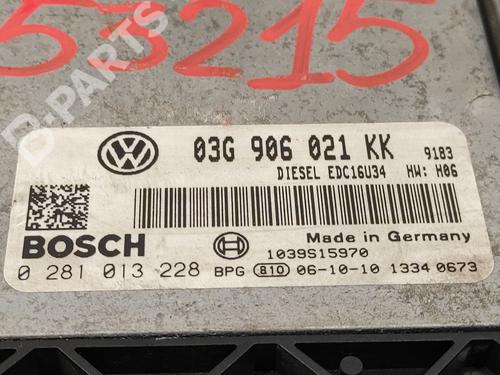 53215
B-PARTS
03G 906 021 KK 9183
DIESEL EDC16U34 HW: H06
BOSCH
Made in Germany
1039S15970
0 281 013 228 BPG 810 06-10-10 1334 0673